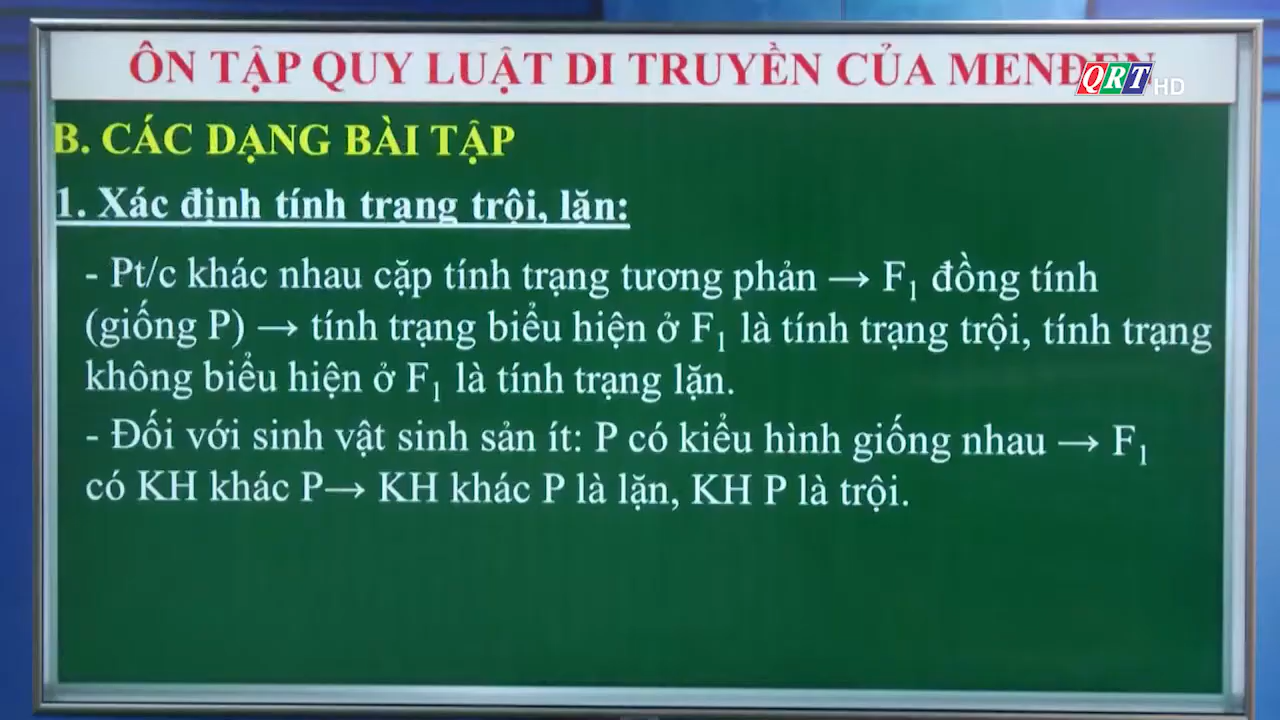 ÔN TẬP QUY LUẬT DI TRUYỀN CỦA MENĐEN
QRT HD
B. CÁC DẠNG BÀI TẬP
1. Xác định tính trạng trội, lặn:
- Pt/c khác nhau cặp tính trạng tương phản → F₁ đồng tính
(giống P) → tính trạng biểu hiện ở F₁ là tính trạng trội, tính trạng
không biểu hiện ở F₁ là tính trạng lặn.
- Đối với sinh vật sinh sản ít: P có kiểu hình giống nhau → F₁
có KH khác P→ KH khác P là lặn, KH P là trội.